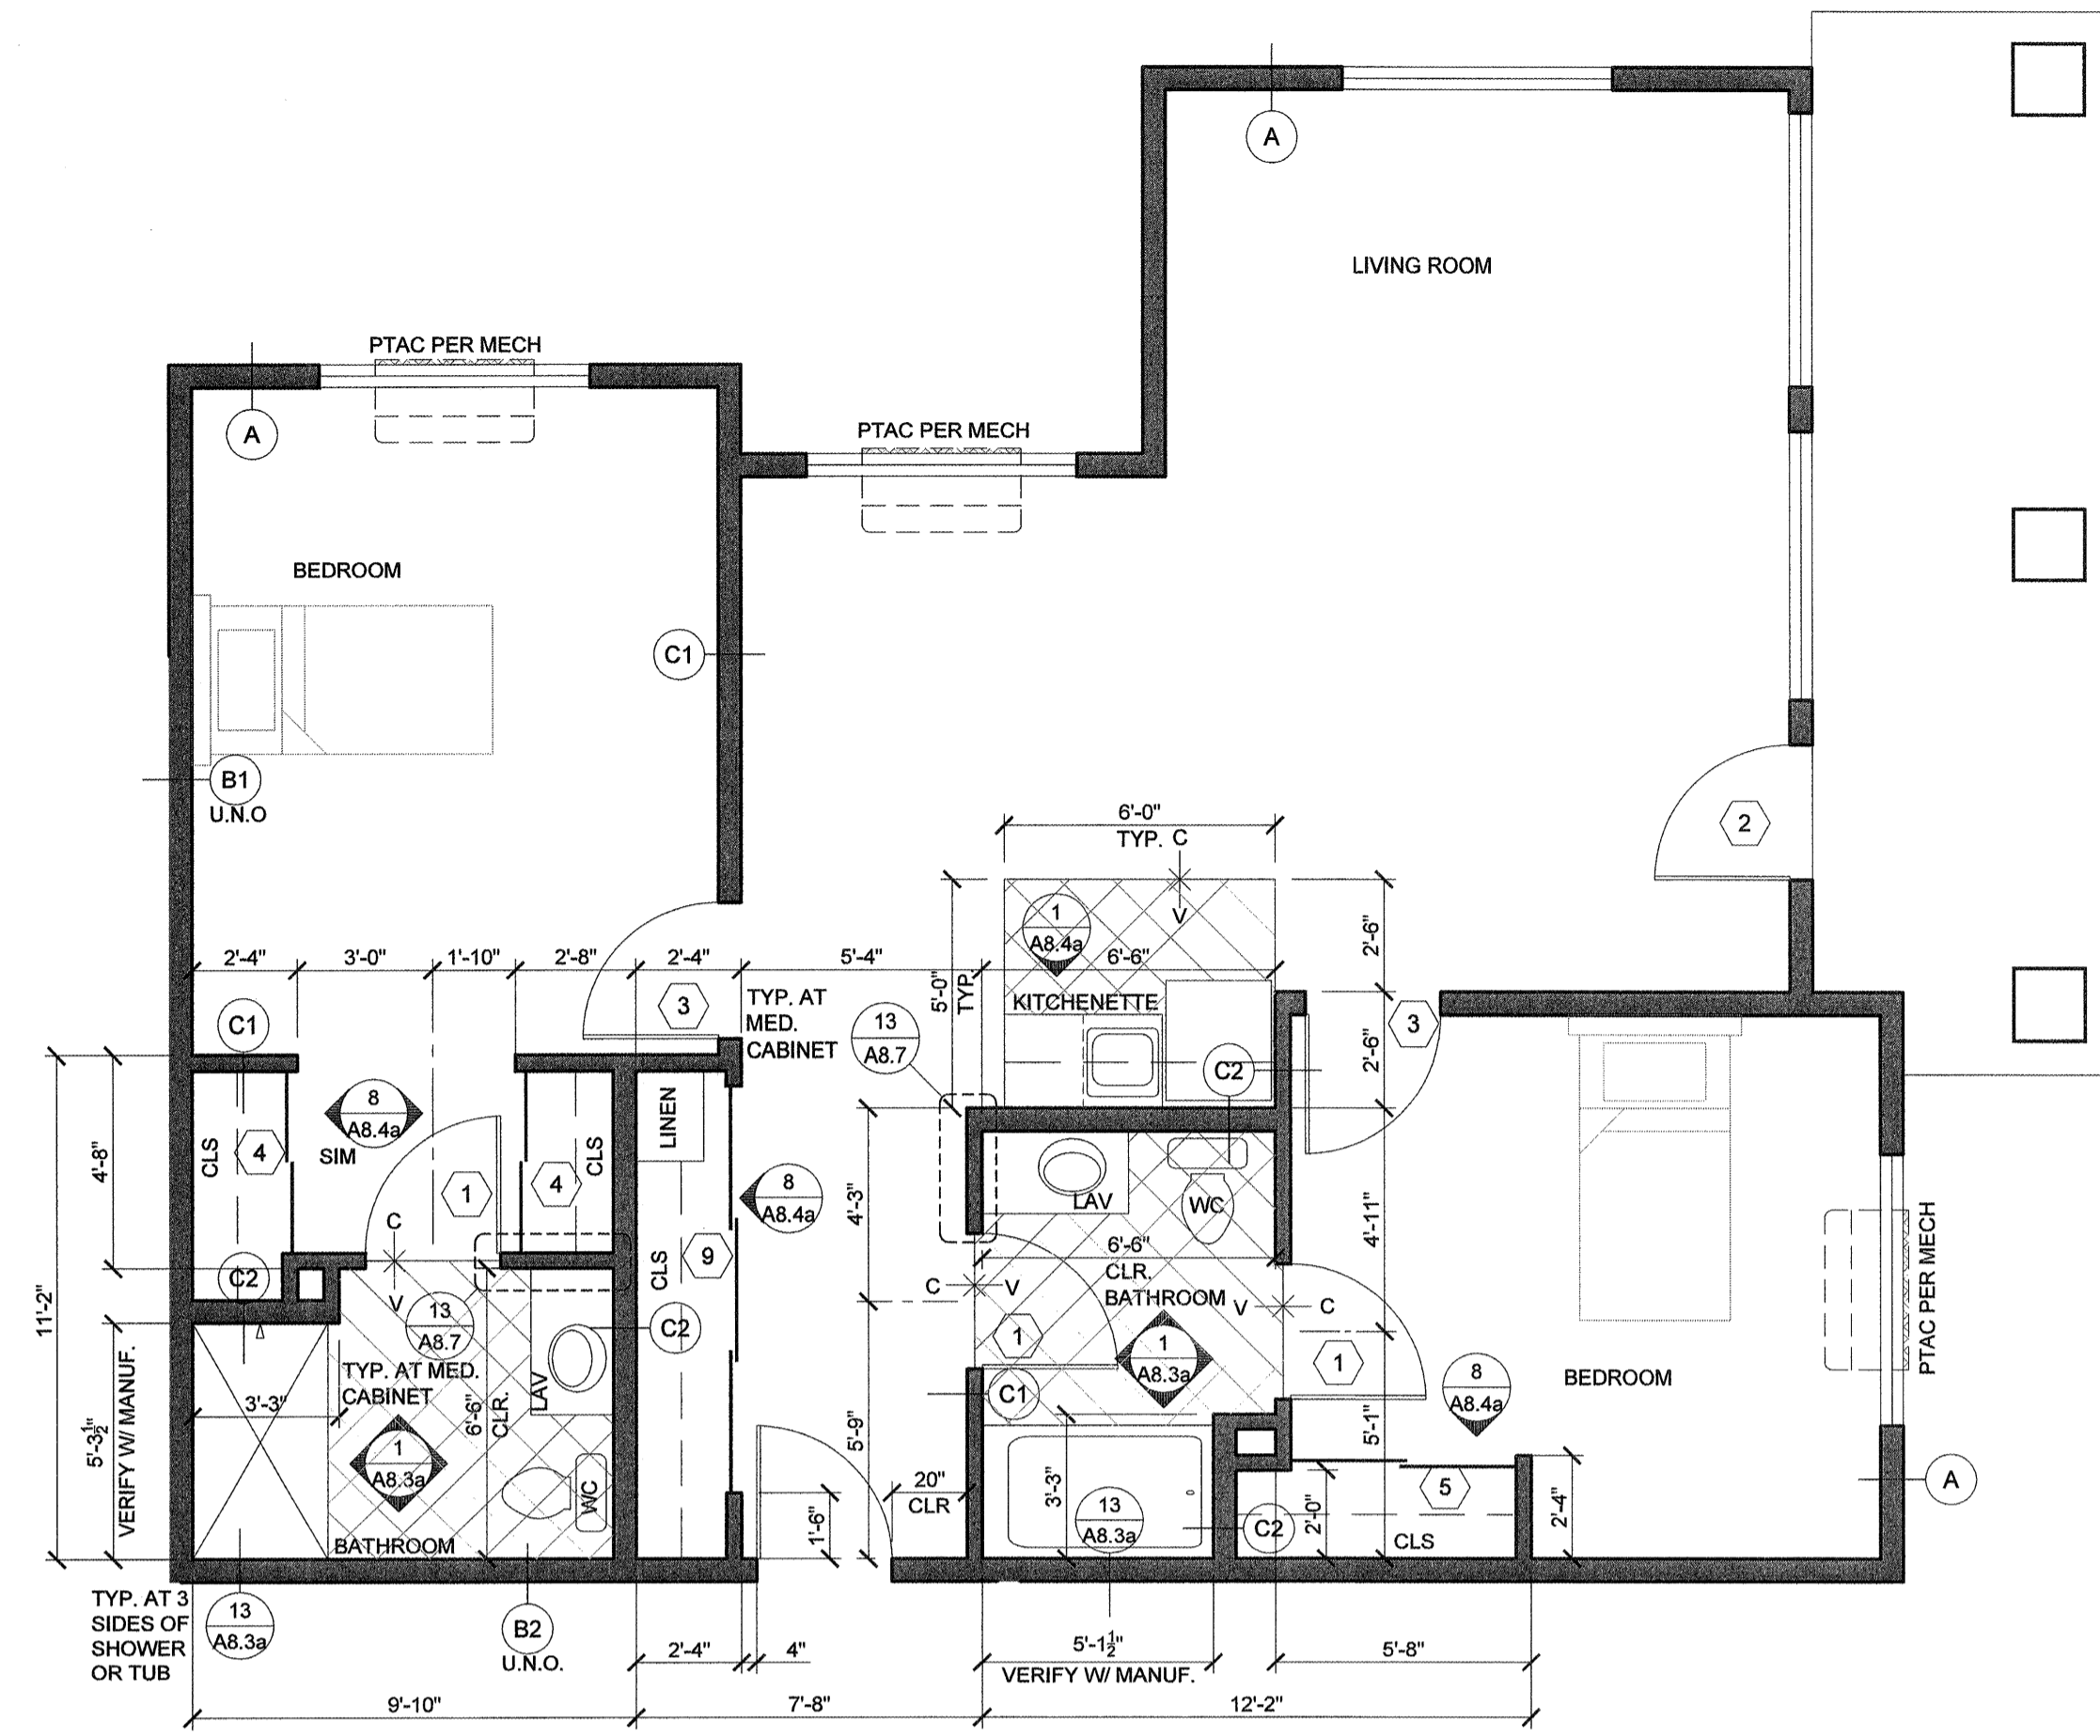 A
LIVING ROOM
PTAC PER MECH
A
PTAC PER MECH
BEDROOM
C1
B1
U.N.O
6'-0"
TYP. C
2
V
1
A8.4a
2'-6"
2'-4"
3'-0"
1'-10"
2'-8"
2'-4"
5'-4"
6'-6"
5'-0"
TYP.
3
TYP. AT
MED.
CABINET
KITCHENETTE
13
A8.7
3
C1
2'-6"
C2
8
A8.4a
SIM
LINEN
CLS
4
CLS
4
1
4'-8"
11'-2"
8
A8.4a
4'-3"
LAV
WC
4'-11"
PTAC PER MECH
C
V
CLS
9
6'-6"
CLR.
BATHROOM
C
V
V
C
C2
13
A8.7
C2
1
1
A8.3a
1
BEDROOM
TYP. AT MED.
CABINET
LAV
3'-3"
6'-6"
CLR.
5'-3½"
VERIFY W/ MANUF.
C1
8
A8.4a
5'-9"
5'-1"
1
A8.3a
WC
20"
CLR
3'-3"
13
A8.3a
C2
2'-0"
5
2'-4"
A
1'-6"
CLS
BATHROOM
TYP. AT 3
SIDES OF
SHOWER
OR TUB
13
A8.3a
B2
U.N.O.
2'-4"
4"
5'-1½"
VERIFY W/ MANUF.
5'-8"
9'-10"
7'-8"
12'-2"